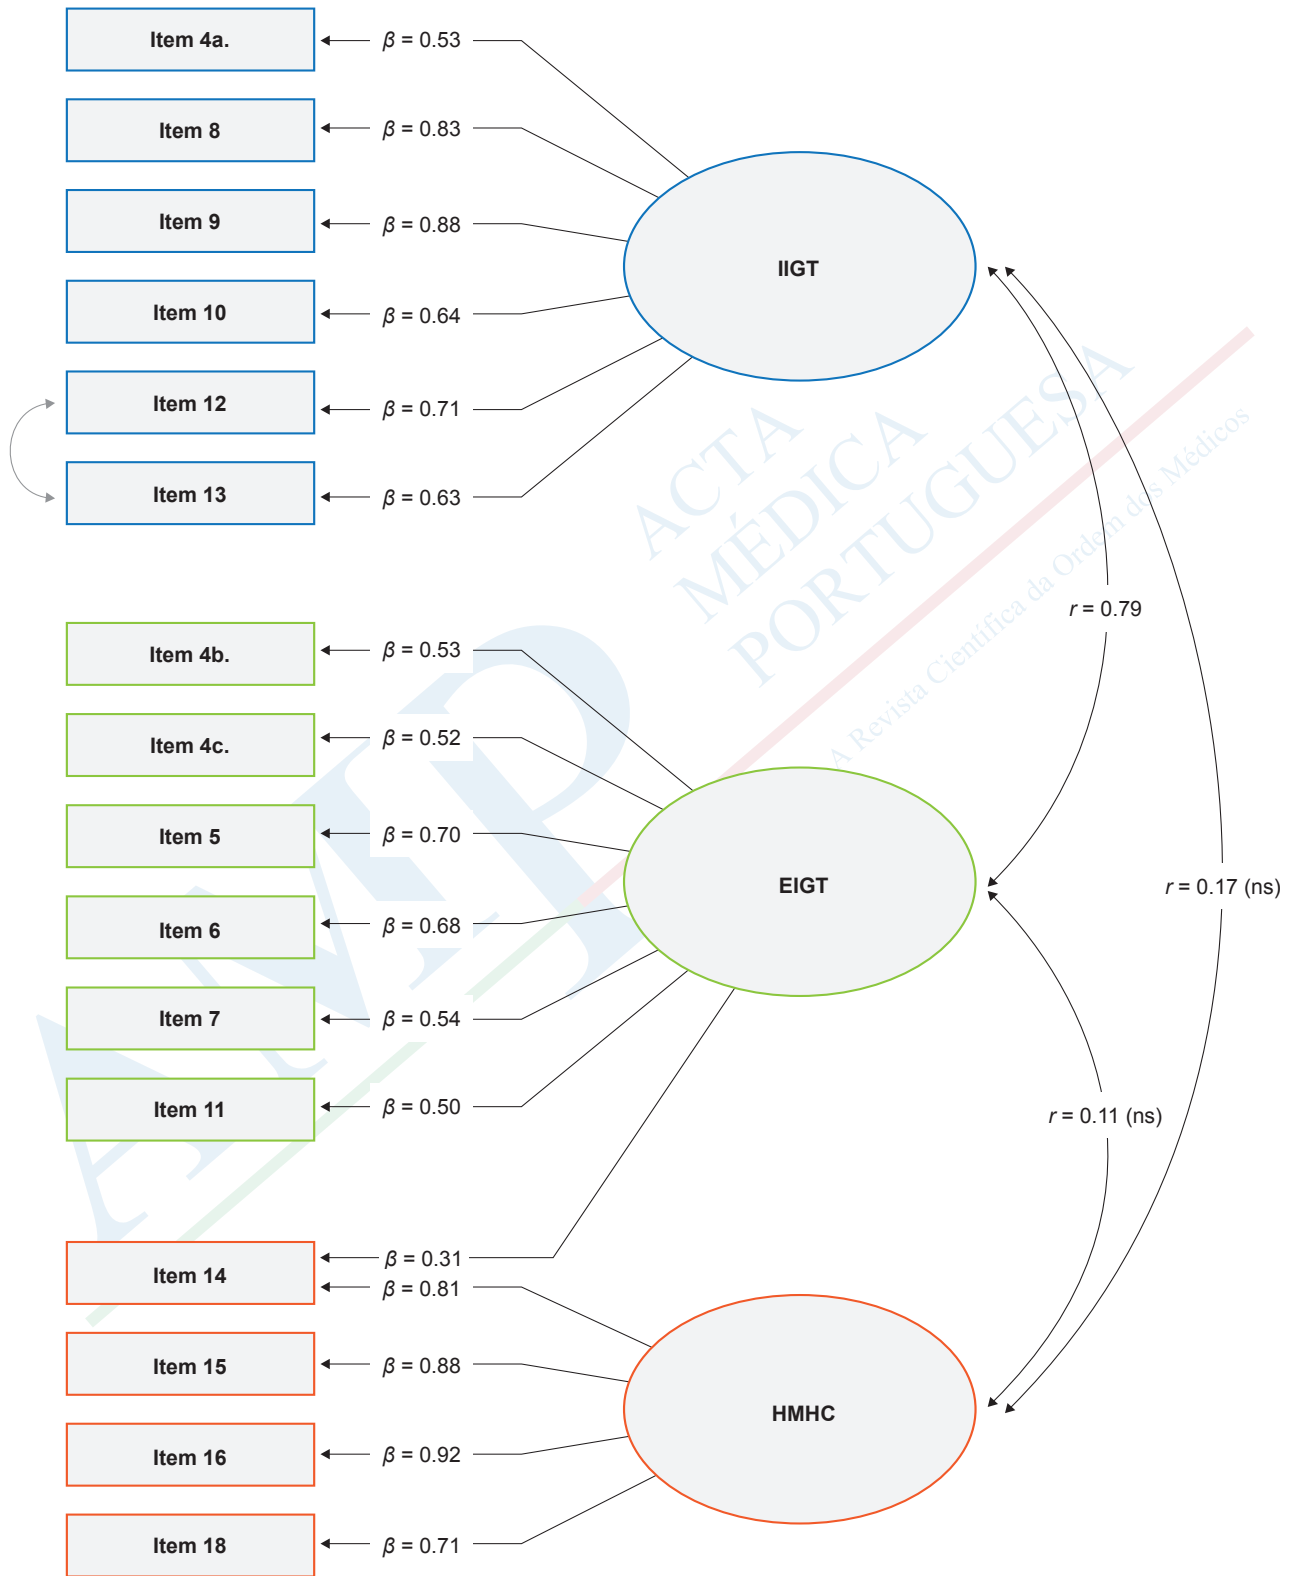 Item 4a.
β = 0.53
Item 8
β = 0.83
Item 9
β = 0.88
IIGT
Item 10
β = 0.64
Item 12
β = 0.71
Item 13
β = 0.63
ACTA
MÉDICA
PORTUGUESA
A Revista Científica da Ordem dos Médicos
r = 0.79
Item 4b.
β = 0.53
Item 4c.
β = 0.52
Item 5
β = 0.70
EIGT
r = 0.17 (ns)
Item 6
β = 0.68
Item 7
β = 0.54
Item 11
β = 0.50
r = 0.11 (ns)
AMP
Item 14
β = 0.31
β = 0.81
Item 15
β = 0.88
HMHC
Item 16
β = 0.92
Item 18
β = 0.71